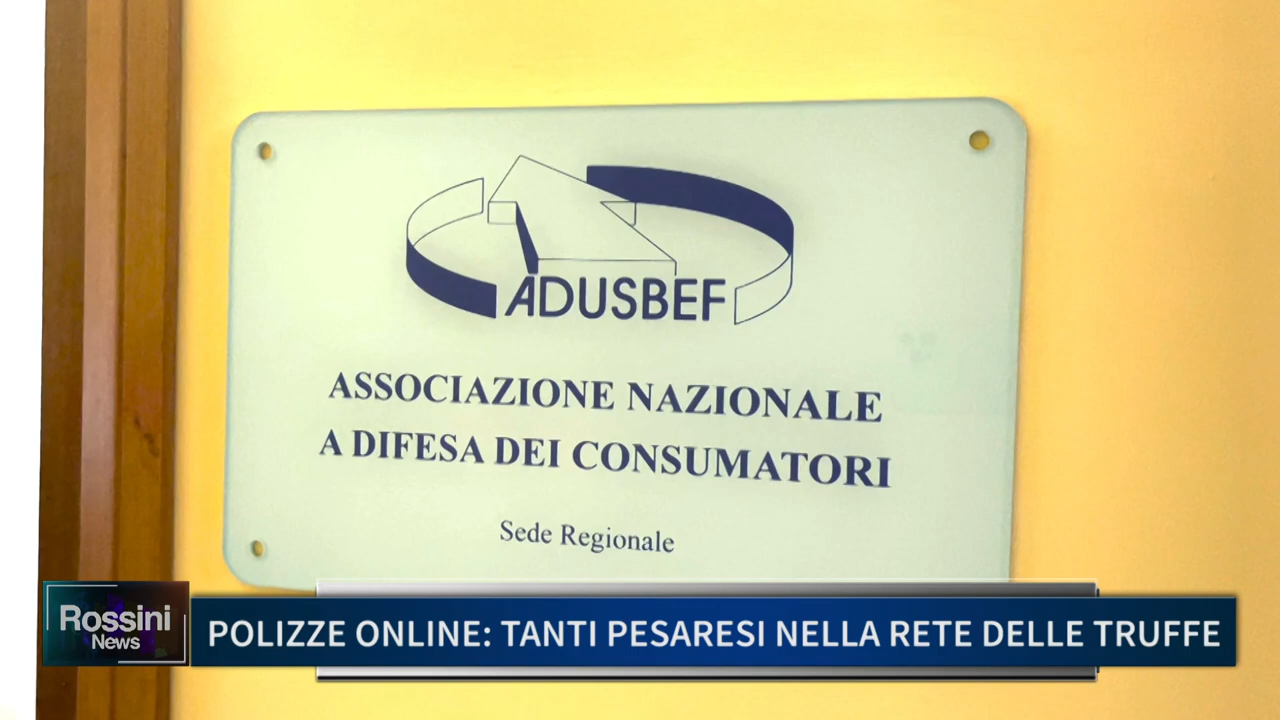 ADUSBEF
ASSOCIAZIONE NAZIONALE
A DIFESA DEI CONSUMATORI
Sede Regionale
Rossini
News
POLIZZE ONLINE: TANTI PESARESI NELLA RETE DELLE TRUFFE